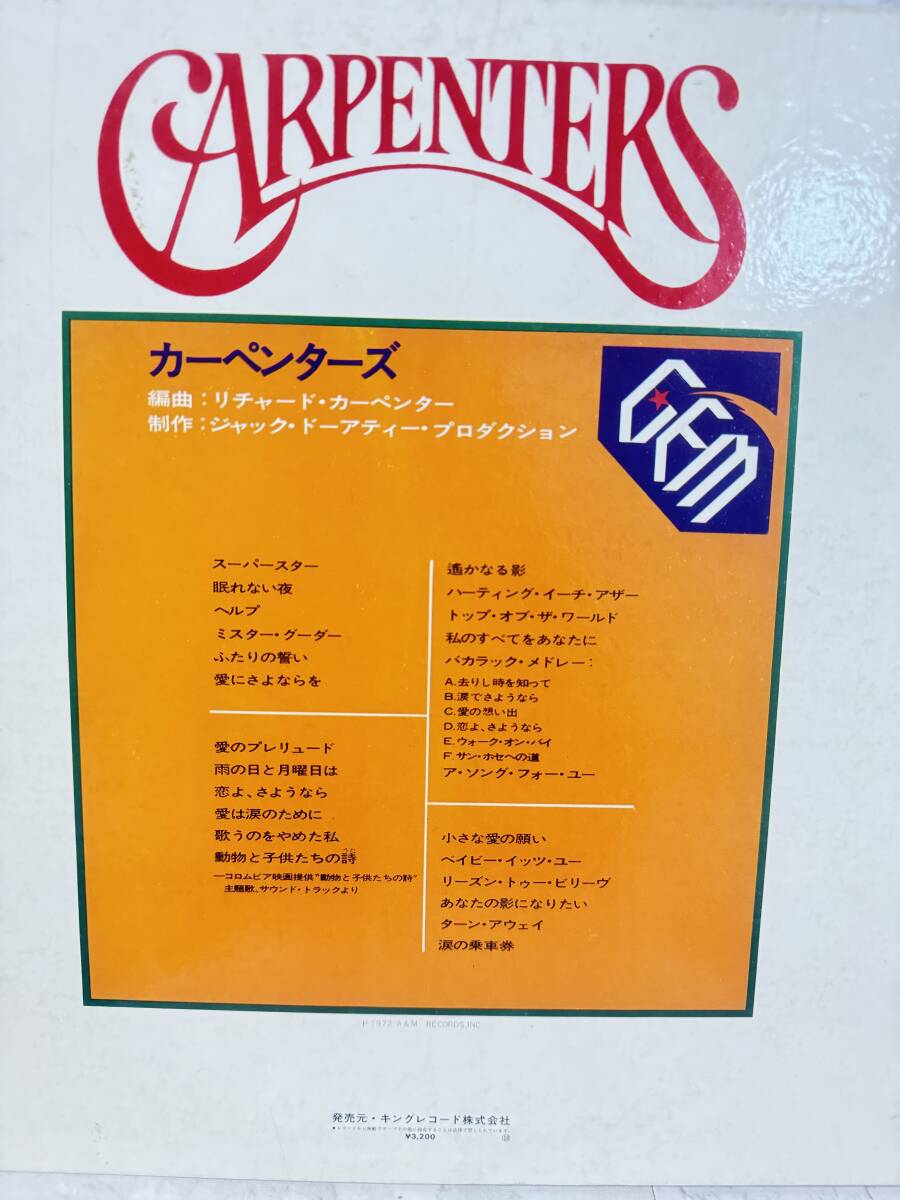 CARPENTERS
カーペンターズ
編曲：リチャード・カーペンター
制作：ジャック・ドーアティー・プロダクション
GEM
スーパースター
眠れない夜
ヘルプ
ミスター・グーダー
ふたりの誓い
愛にさよならを
愛のプレリュード
雨の日と月曜日は
恋よ、さようなら
愛は涙のために
歌うのをやめた私
動物と子供たちの詩
うた
—コロムビア映画提供“動物と子供たちの詩”
主題歌、サウンド・トラックより
遙かなる影
ハーティング・イーチ・アザー
トップ・オブ・ザ・ワールド
私のすべてをあなたに
バカラック・メドレー：
A.去りし時を知って
B.涙でさようなら
C.愛の想い出
D.恋よ、さようなら
E.ウォーク・オン・バイ
F.サン・ホセへの道
ア・ソング・フォー・ユー
小さな愛の願い
ベイビー・イッツ・ユー
リーズン・トゥー・ビリーヴ
あなたの影になりたい
ターン・アウェイ
涙の乗車券
P 1972 A&M RECORDS,INC
発売元・キングレコード株式会社
¥3,200